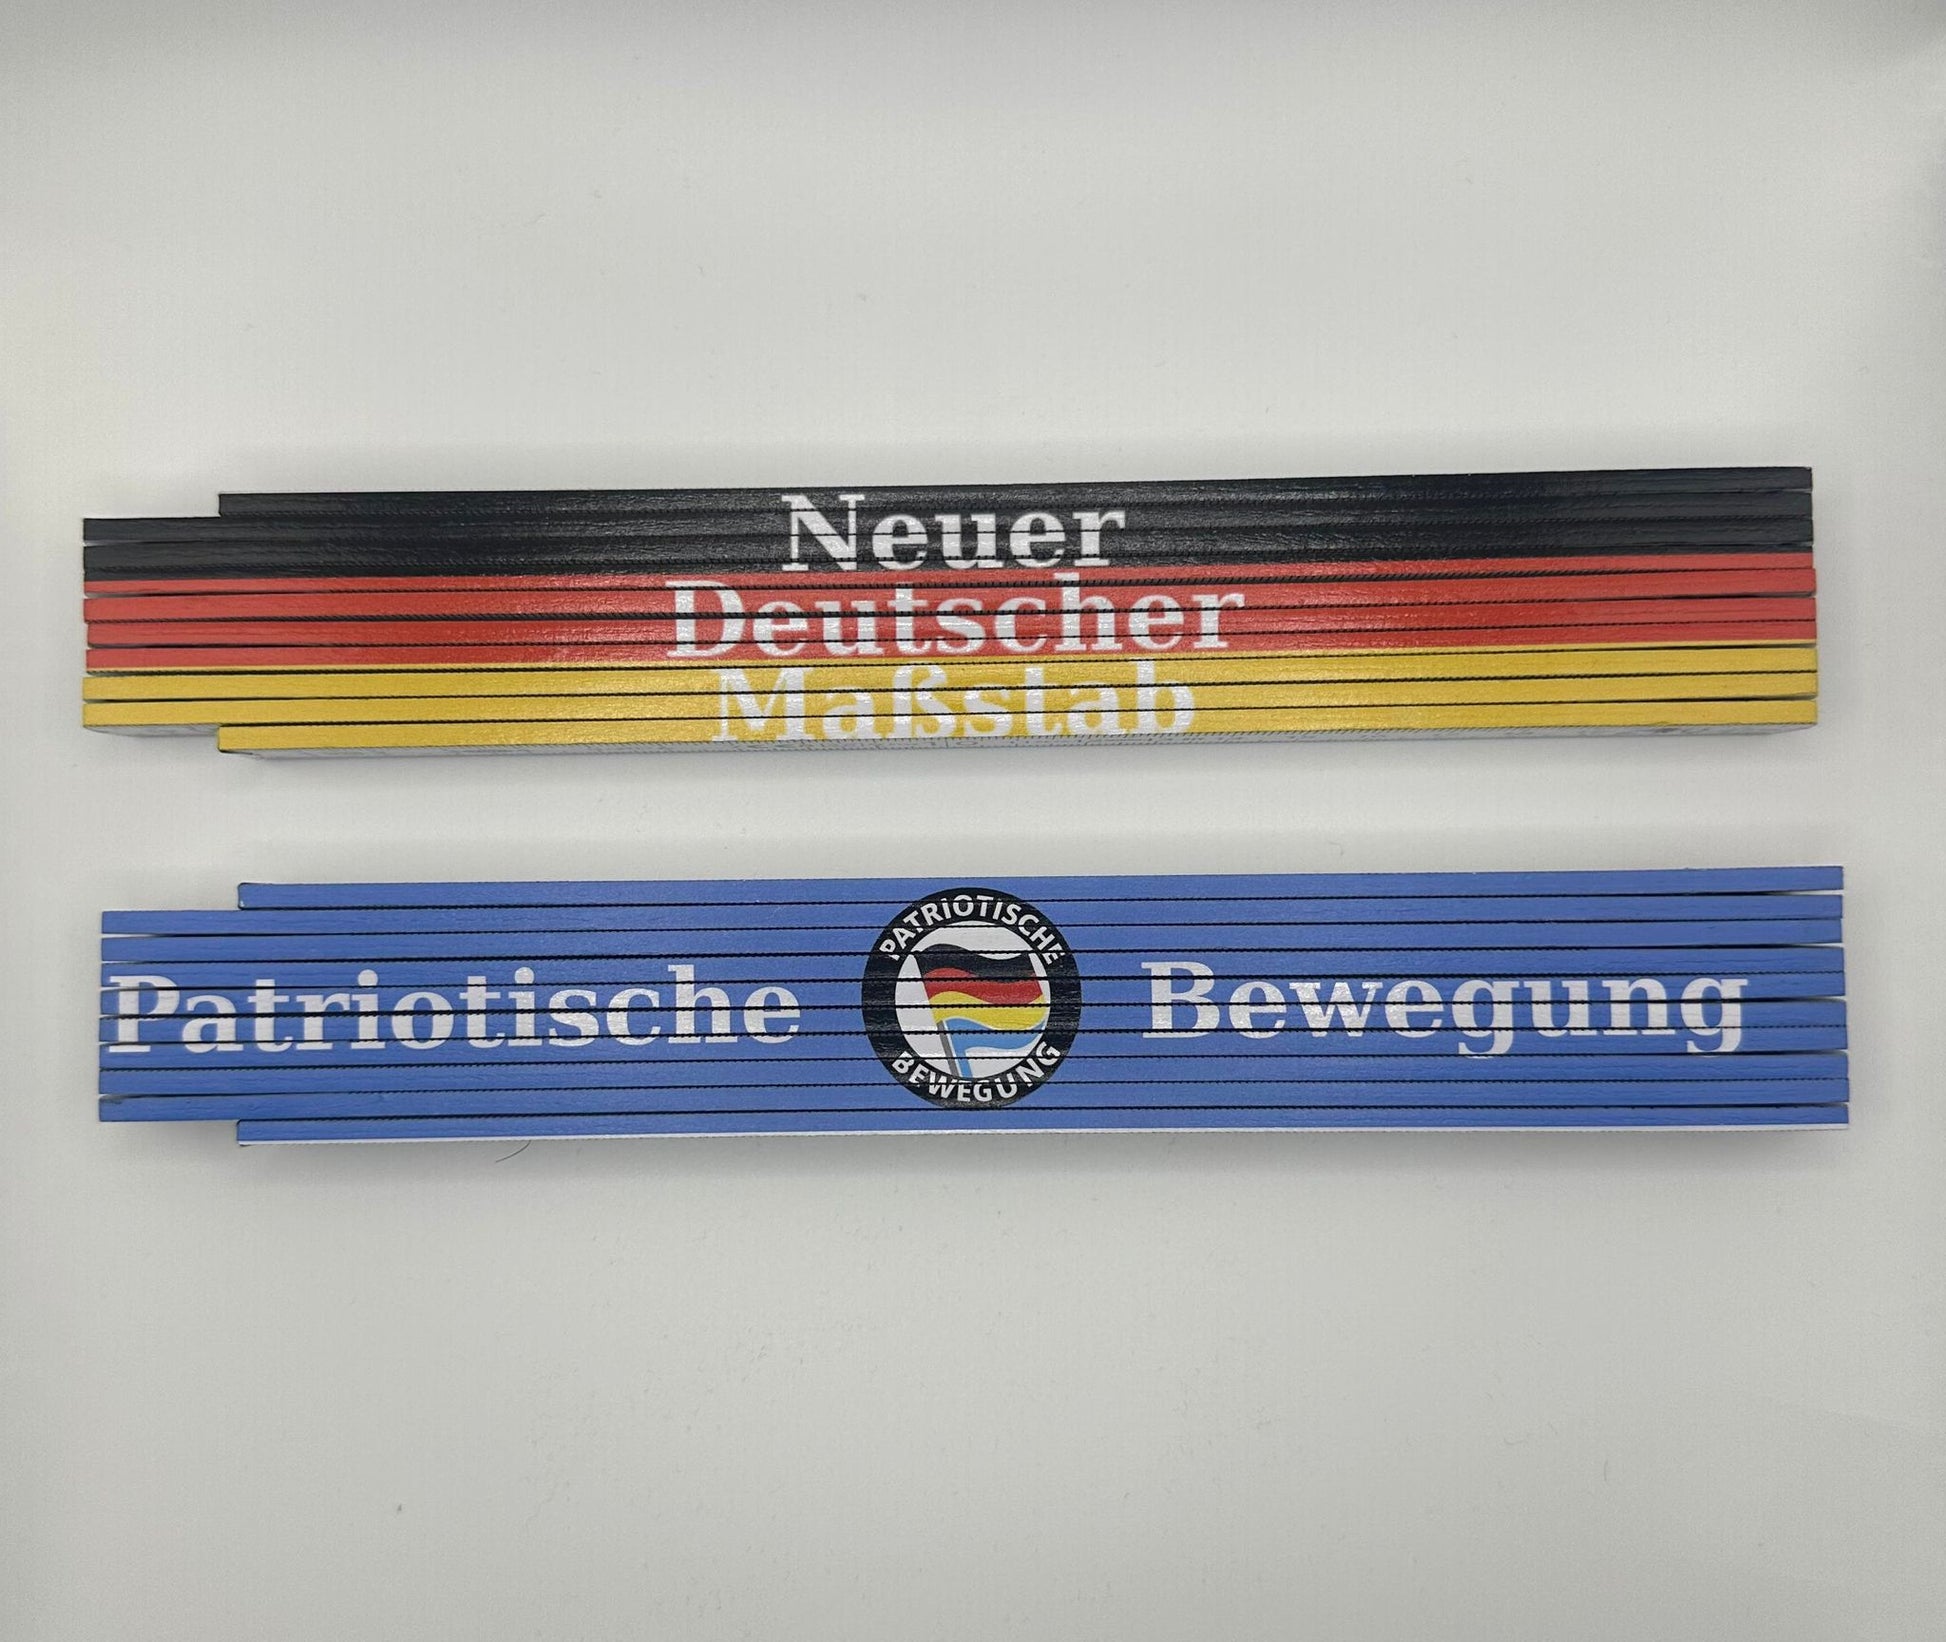 Neuer
Deutscher
Maßstab
Patriotische
PATRIOTISCHE
BEWEGUNG
Bewegung